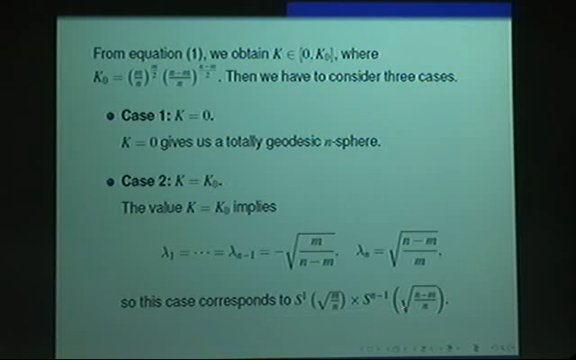 From equation (1), we obtain K ∈ [0, K₀], where
K₀ = (m/n)^{m/2} ((n−m)/n)^{(n−m)/2}. Then we have to consider three cases.
Case 1: K = 0.
K = 0 gives us a totally geodesic n-sphere.
Case 2: K = K₀.
The value K = K₀ implies
λ₁ = ··· = λₙ₋₁ = −√(m/(n−m)), λₙ = √((n−m)/m),
so this case corresponds to S¹(√(m/n)) × Sⁿ⁻¹(√((n−m)/n)).